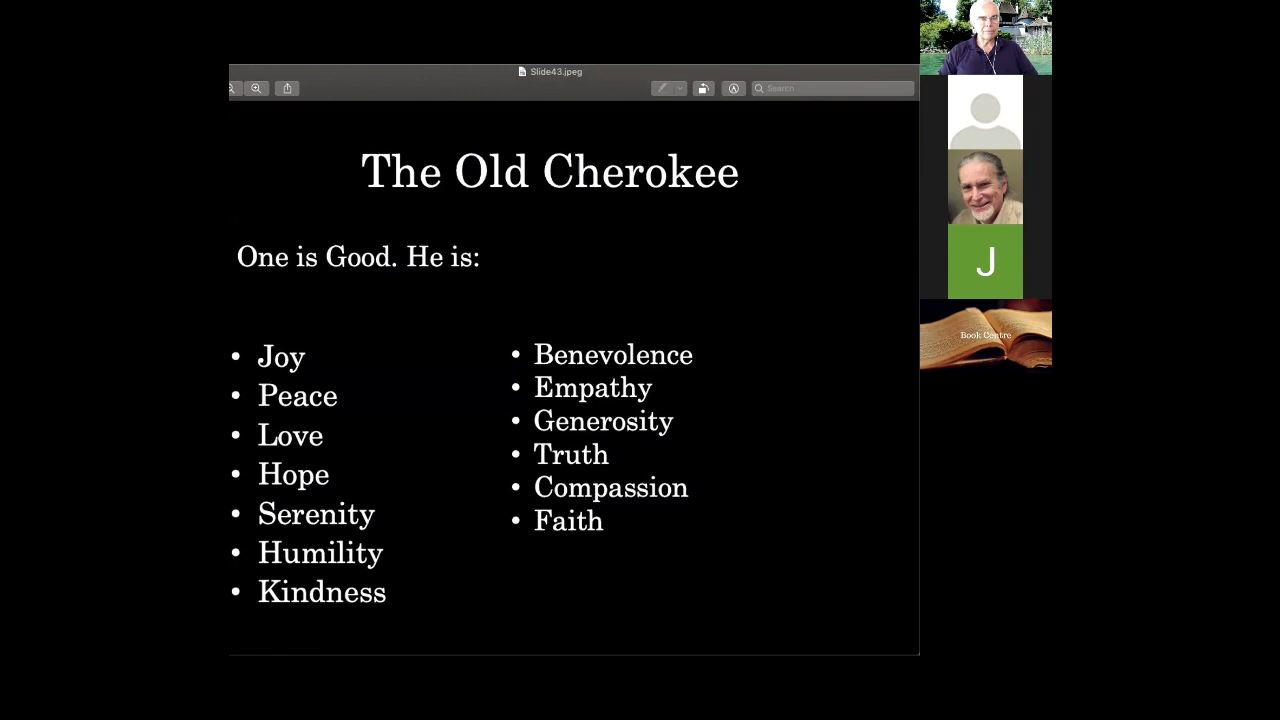 Slide43.jpeg
Search
The Old Cherokee
One is Good. He is:
• Joy
• Peace
• Love
• Hope
• Serenity
• Humility
• Kindness
• Benevolence
• Empathy
• Generosity
• Truth
• Compassion
• Faith
J
Book Centre